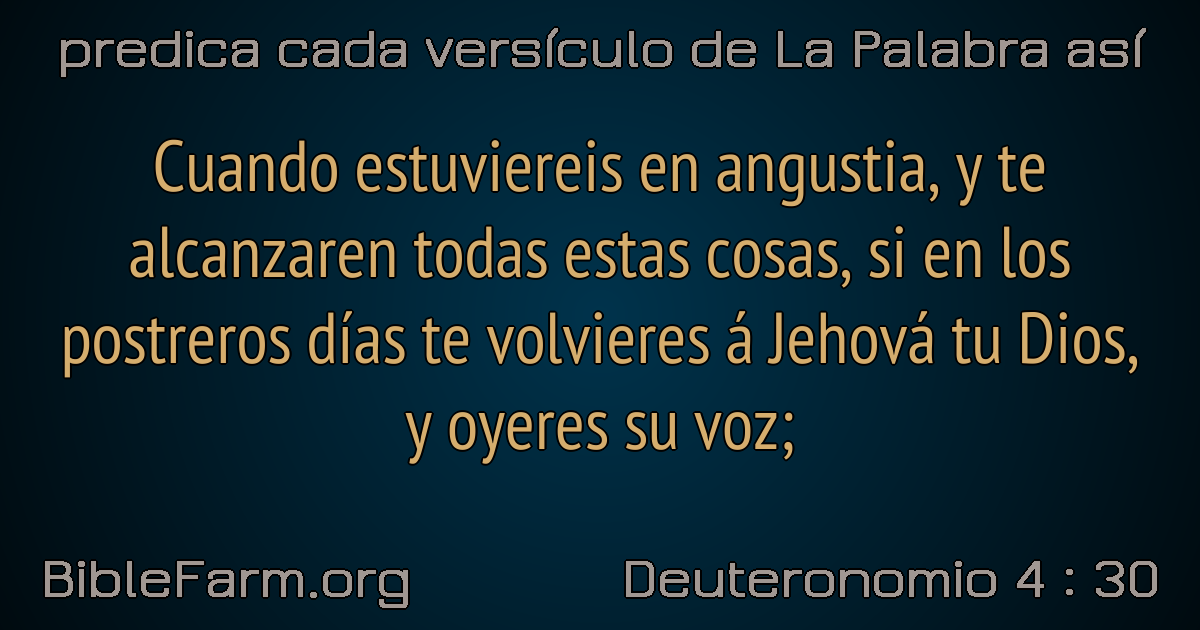 predica cada versículo de La Palabra así
Cuando estuviereis en angustia, y te
alcanzaren todas estas cosas, si en los
postreros días te volvieres á Jehová tu Dios,
y oyeres su voz;
BibleFarm.org
Deuteronomio 4 : 30